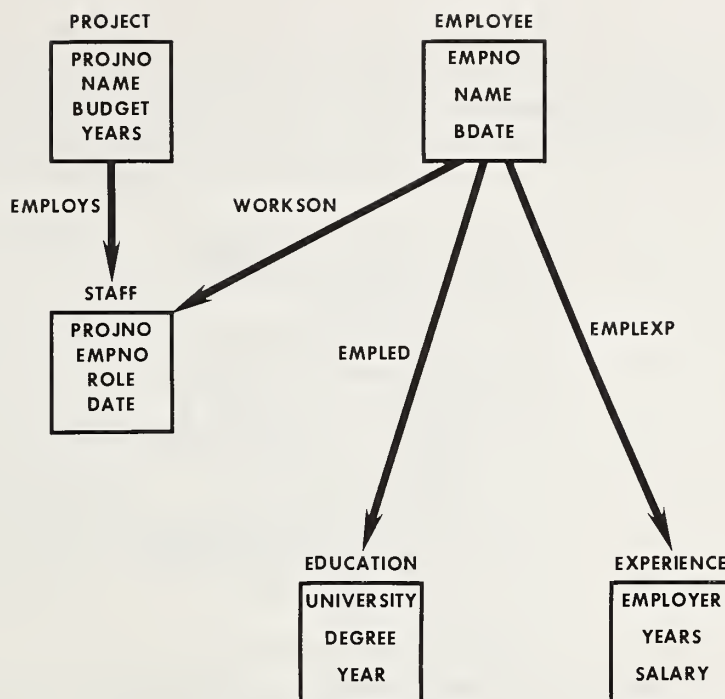 PROJECT
PROJNO
NAME
BUDGET
YEARS
EMPLOYEE
EMPNO
NAME
BDATE
EMPLOYS
WORKSON
STAFF
PROJNO
EMPNO
ROLE
DATE
EMPLED
EMPLEXP
EDUCATION
UNIVERSITY
DEGREE
YEAR
EXPERIENCE
EMPLOYER
YEARS
SALARY